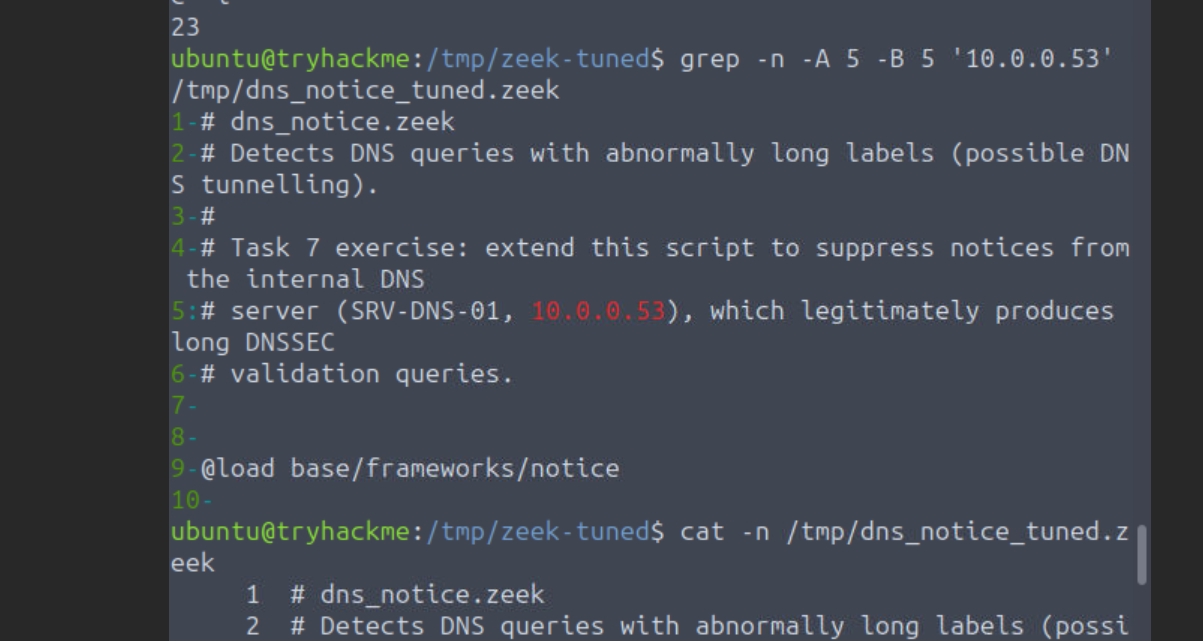 23
ubuntu@tryhackme:/tmp/zeek-tuned$ grep -n -A 5 -B 5 '10.0.0.53'
/tmp/dns_notice_tuned.zeek
1-# dns_notice.zeek
2-# Detects DNS queries with abnormally long labels (possible DN
S tunnelling).
3-#
4-# Task 7 exercise: extend this script to suppress notices from
 the internal DNS
5:# server (SRV-DNS-01, 10.0.0.53), which legitimately produces
long DNSSEC
6-# validation queries.
7-
8-
9-@load base/frameworks/notice
10-
ubuntu@tryhackme:/tmp/zeek-tuned$ cat -n /tmp/dns_notice_tuned.z
eek
     1  # dns_notice.zeek
     2  # Detects DNS queries with abnormally long labels (possi